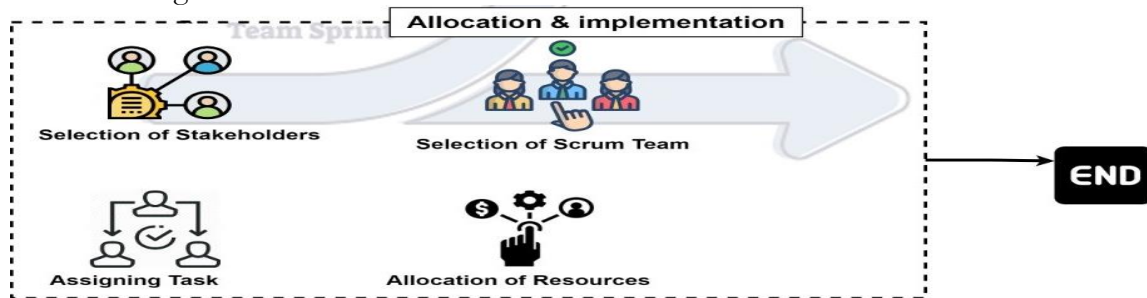 Allocation & implementation
Team Sprint
Selection of Stakeholders
Selection of Scrum Team
END
Assigning Task
Allocation of Resources